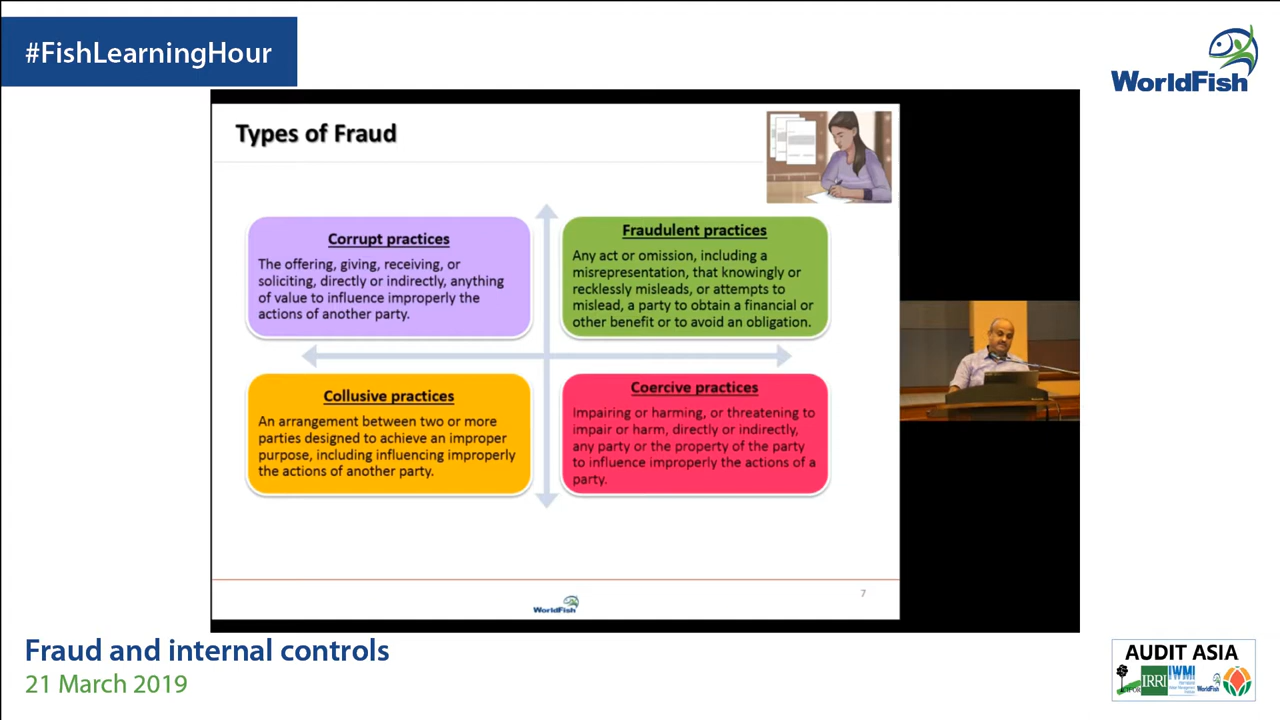 #FishLearningHour
WorldFish
Types of Fraud
Corrupt practices
The offering, giving, receiving, or
soliciting, directly or indirectly, anything
of value to influence improperly the
actions of another party.
Fraudulent practices
Any act or omission, including a
misrepresentation, that knowingly or
recklessly misleads, or attempts to
mislead, a party to obtain a financial or
other benefit or to avoid an obligation.
Collusive practices
An arrangement between two or more
parties designed to achieve an improper
purpose, including influencing improperly
the actions of another party.
Coercive practices
Impairing or harming, or threatening to
impair or harm, directly or indirectly,
any party or the property of the party
to influence improperly the actions of a
party.
WorldFish
7
Fraud and internal controls
21 March 2019
AUDIT ASIA
IRRI
IWMI
WorldFish